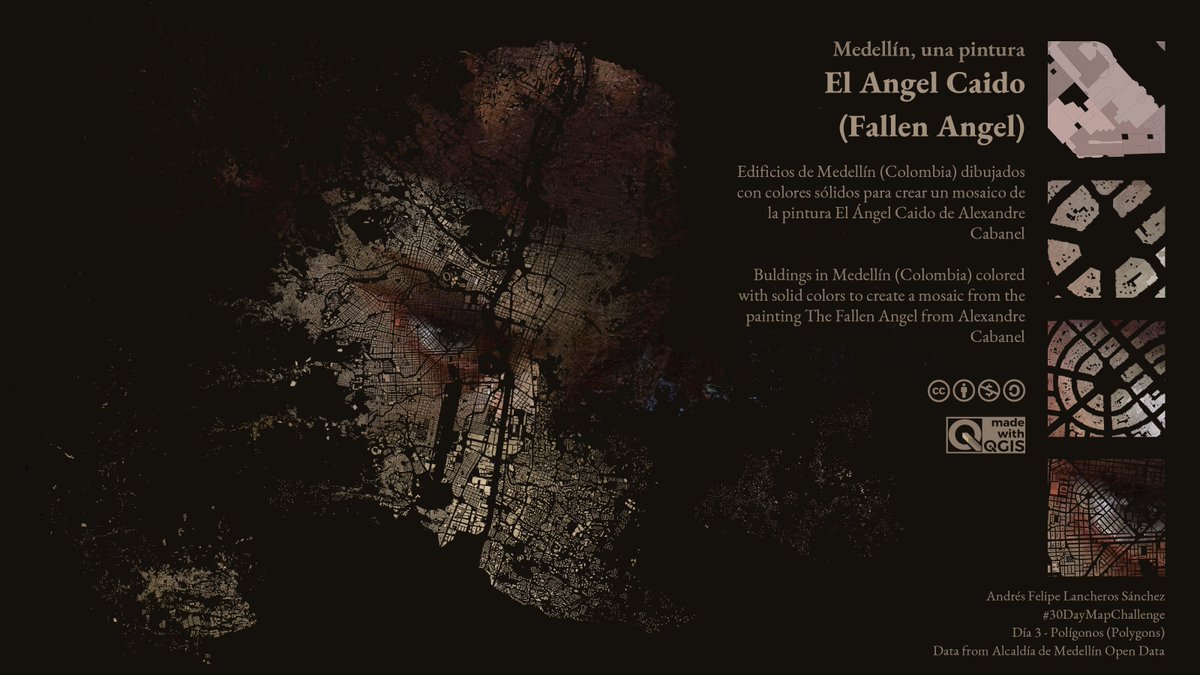 Medellín, una pintura
El Angel Caido
(Fallen Angel)
Edificios de Medellín (Colombia) dibujados
con colores sólidos para crear un mosaico de
la pintura El Ángel Caido de Alexandre
Cabanel
Buldings in Medellín (Colombia) colored
with solid colors to create a mosaic from the
painting The Fallen Angel from Alexandre
Cabanel
cc
made
with
QGIS
Andrés Felipe Lancheros Sánchez
#30DayMapChallenge
Día 3 - Polígonos (Polygons)
Data from Alcaldía de Medellín Open Data